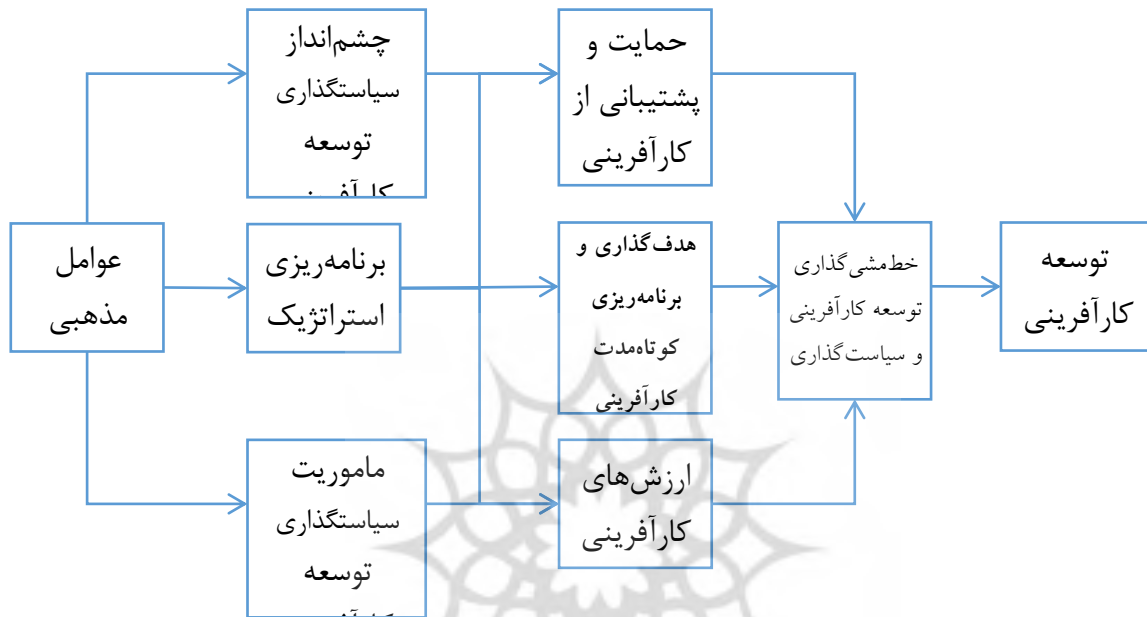 چشم‌انداز
سیاستگذاری
توسعه
حمایت و
پشتیبانی از
کارآفرینی
عوامل
مذهبی
برنامه‌ریزی
استراتژیک
هدف‌گذاری و
برنامه‌ریزی
کوتاه‌مدت
کارآفرینی
خط‌مشی‌گذاری
توسعه کارآفرینی
و سیاست‌گذاری
توسعه
کارآفرینی
ماموریت
سیاستگذاری
توسعه
ارزش‌های
کارآفرینی